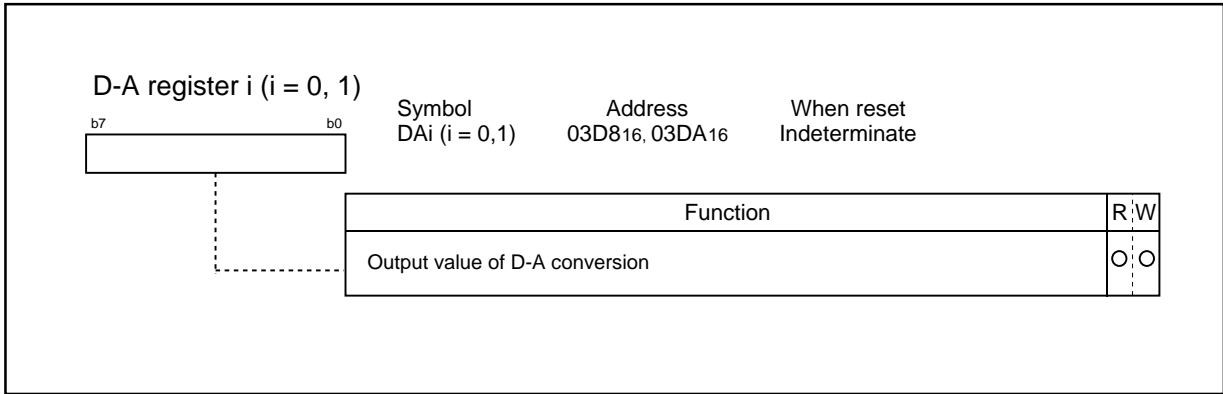 D-A register i (i = 0, 1)
b7 b0
Symbol Address When reset
DAi (i = 0,1) 03D816, 03DA16 Indeterminate
Function R W
Output value of D-A conversion O O